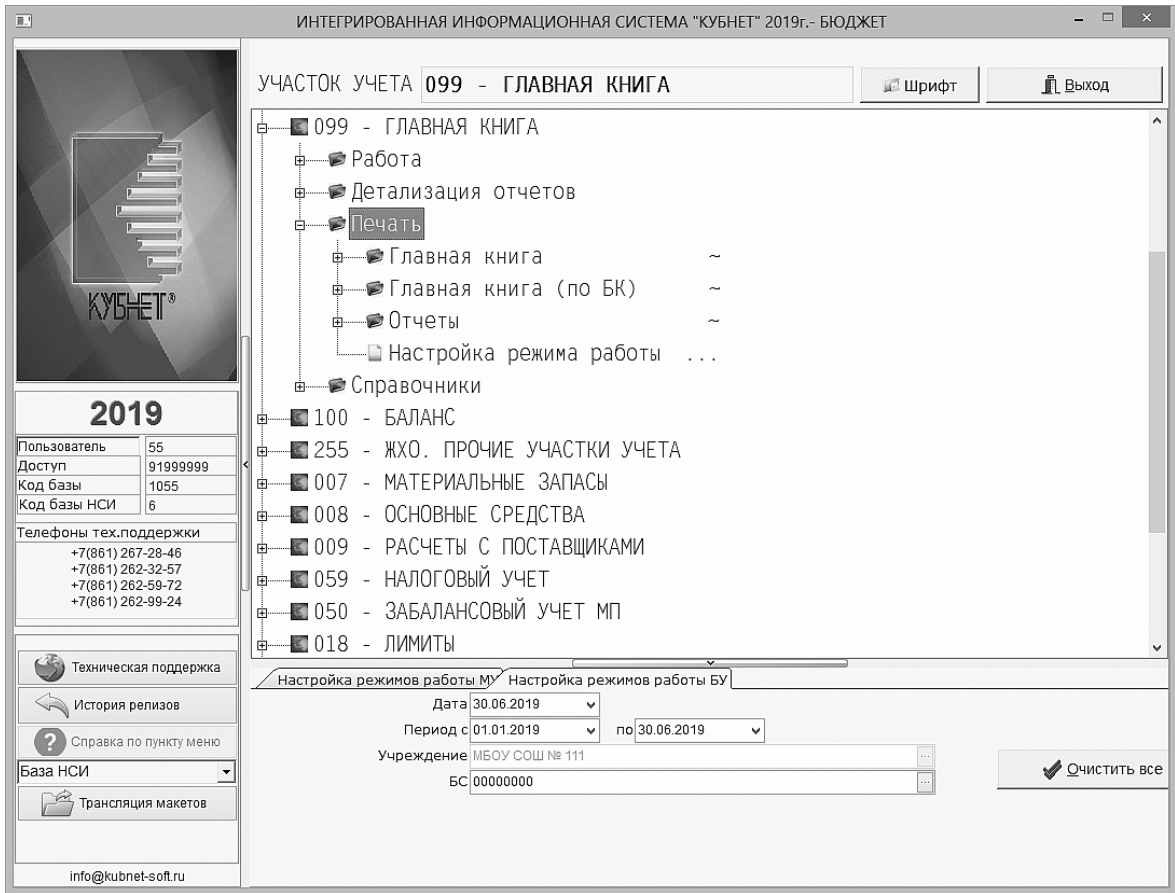 ИНТЕГРИРОВАННАЯ ИНФОРМАЦИОННАЯ СИСТЕМА "КУБНЕТ" 2019г.- БЮДЖЕТ
УЧАСТОК УЧЕТА 099 - ГЛАВНАЯ КНИГА Шрифт Выход
099 - ГЛАВНАЯ КНИГА
Работа
Детализация отчетов
Печать
Главная книга ~
Главная книга (по БК) ~
Отчеты ~
Настройка режима работы ...
Справочники
100 - БАЛАНС
255 - ЖХО. ПРОЧИЕ УЧАСТКИ УЧЕТА
007 - МАТЕРИАЛЬНЫЕ ЗАПАСЫ
008 - ОСНОВНЫЕ СРЕДСТВА
009 - РАСЧЕТЫ С ПОСТАВЩИКАМИ
059 - НАЛОГОВЫЙ УЧЕТ
050 - ЗАБАЛАНСОВЫЙ УЧЕТ МП
018 - ЛИМИТЫ
КУБНЕТ®
2019
Пользователь 55
Доступ 91999999
Код базы 1055
Код базы НСИ 6
Телефоны тех.поддержки
+7(861) 267-28-46
+7(861) 262-32-57
+7(861) 262-59-72
+7(861) 262-99-24
Техническая поддержка
История релизов
Справка по пункту меню
База НСИ
Трансляция макетов
info@kubnet-soft.ru
Настройка режимов работы МУ Настройка режимов работы БУ
Дата 30.06.2019
Период с 01.01.2019 по 30.06.2019
Учреждение МБОУ СОШ № 111 ...
БС 00000000 ...
Очистить все